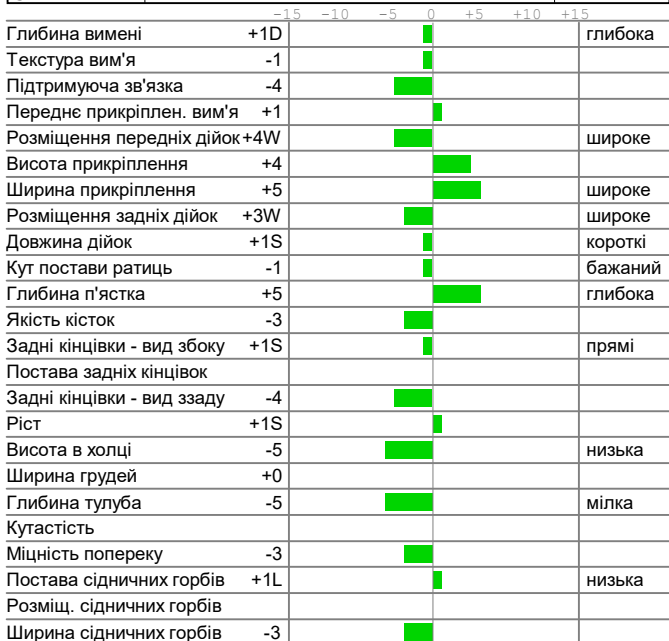 -15 -10 -5 0 +5 +10 +15
Глибина вимені +1D глибока
Текстура вим'я -1
Підтримуюча зв'язка -4
Переднє прикріплен. вим'я +1
Розміщення передніх дійок +4W широке
Висота прикріплення +4
Ширина прикріплення +5 широке
Розміщення задніх дійок +3W широке
Довжина дійок +1S короткі
Кут постави ратиць -1 бажаний
Глибина п'ястка +5 глибока
Якість кісток -3
Задні кінцівки - вид збоку +1S прямі
Постава задніх кінцівок
Задні кінцівки - вид ззаду -4
Ріст +1S
Висота в холці -5 низька
Ширина грудей +0
Глибина тулуба -5 мілка
Кутастість
Міцність попереку -3
Постава сідничних горбів +1L низька
Розміщ. сідничних горбів
Ширина сідничних горбів -3